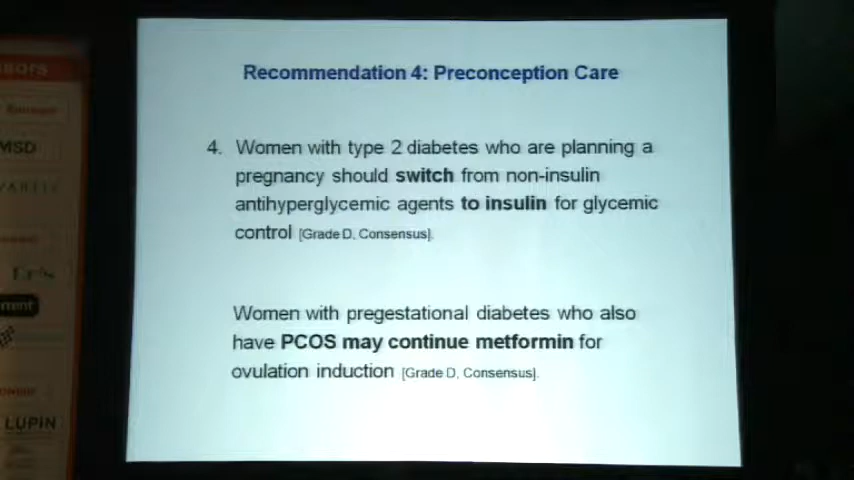 sors
MSD
LUPIN
Recommendation 4: Preconception Care
4. Women with type 2 diabetes who are planning a
pregnancy should switch from non-insulin
antihyperglycemic agents to insulin for glycemic
control [Grade D, Consensus].
Women with pregestational diabetes who also
have PCOS may continue metformin for
ovulation induction [Grade D, Consensus].